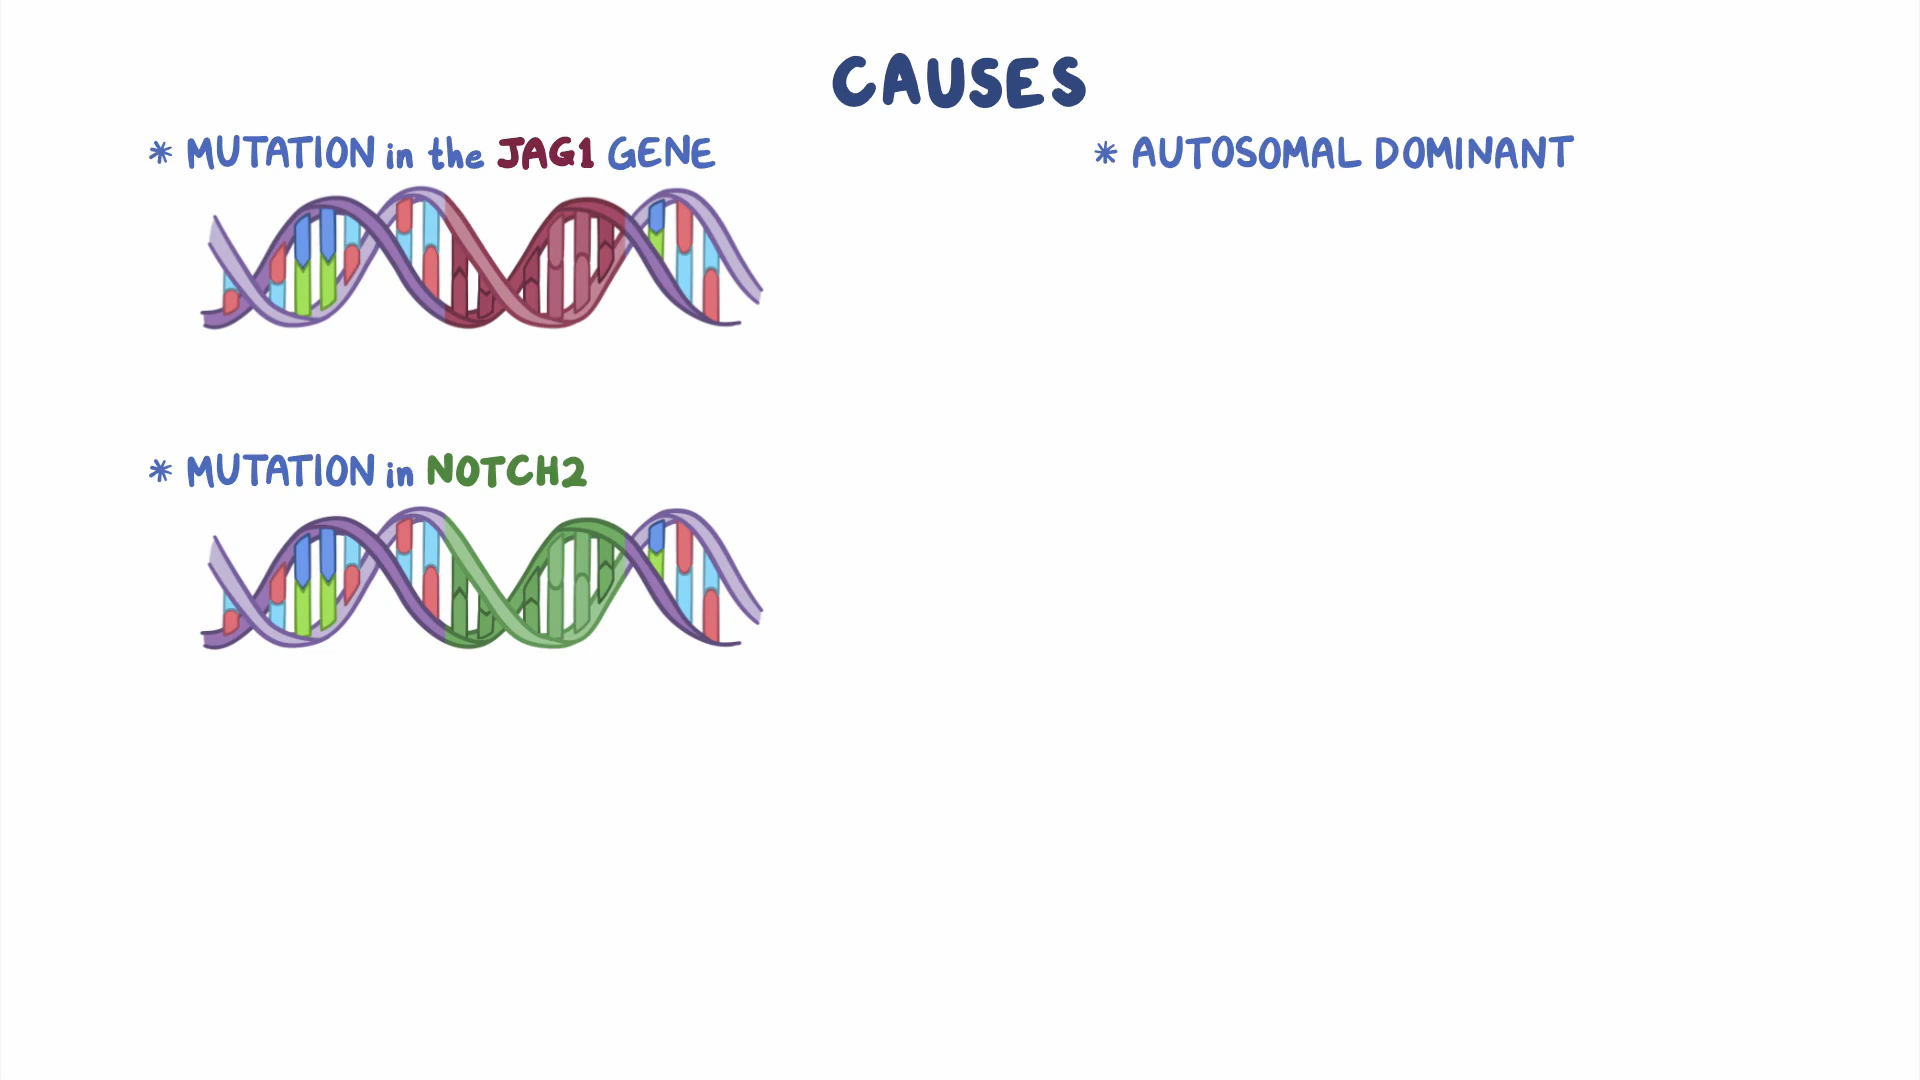 CAUSES
* MUTATION in the JAG1 GENE
* AUTOSOMAL DOMINANT
* MUTATION in NOTCH2